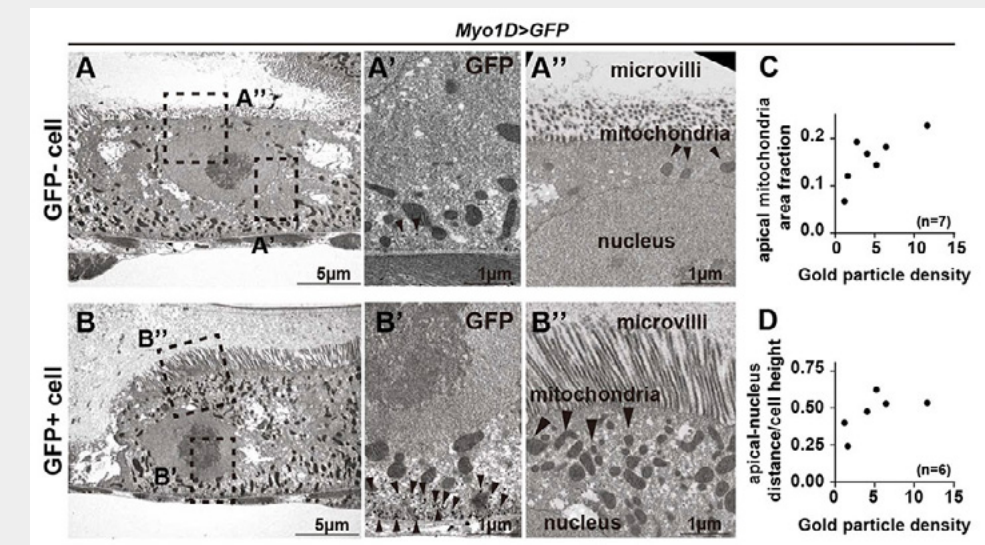 Myo1D>GFP
GFP- cell
A
A''
A'
5μm
A'
GFP
1μm
A''
microvilli
mitochondria
nucleus
1μm
C
apical mitochondria
area fraction
0.2
0.1
0.0
0
5
10
15
(n=7)
Gold particle density
GFP+ cell
B
B''
B'
5μm
B'
GFP
1μm
B''
microvilli
mitochondria
nucleus
1μm
D
apical-nucleus
distance/cell height
0.75
0.50
0.25
0.00
0
5
10
15
(n=6)
Gold particle density